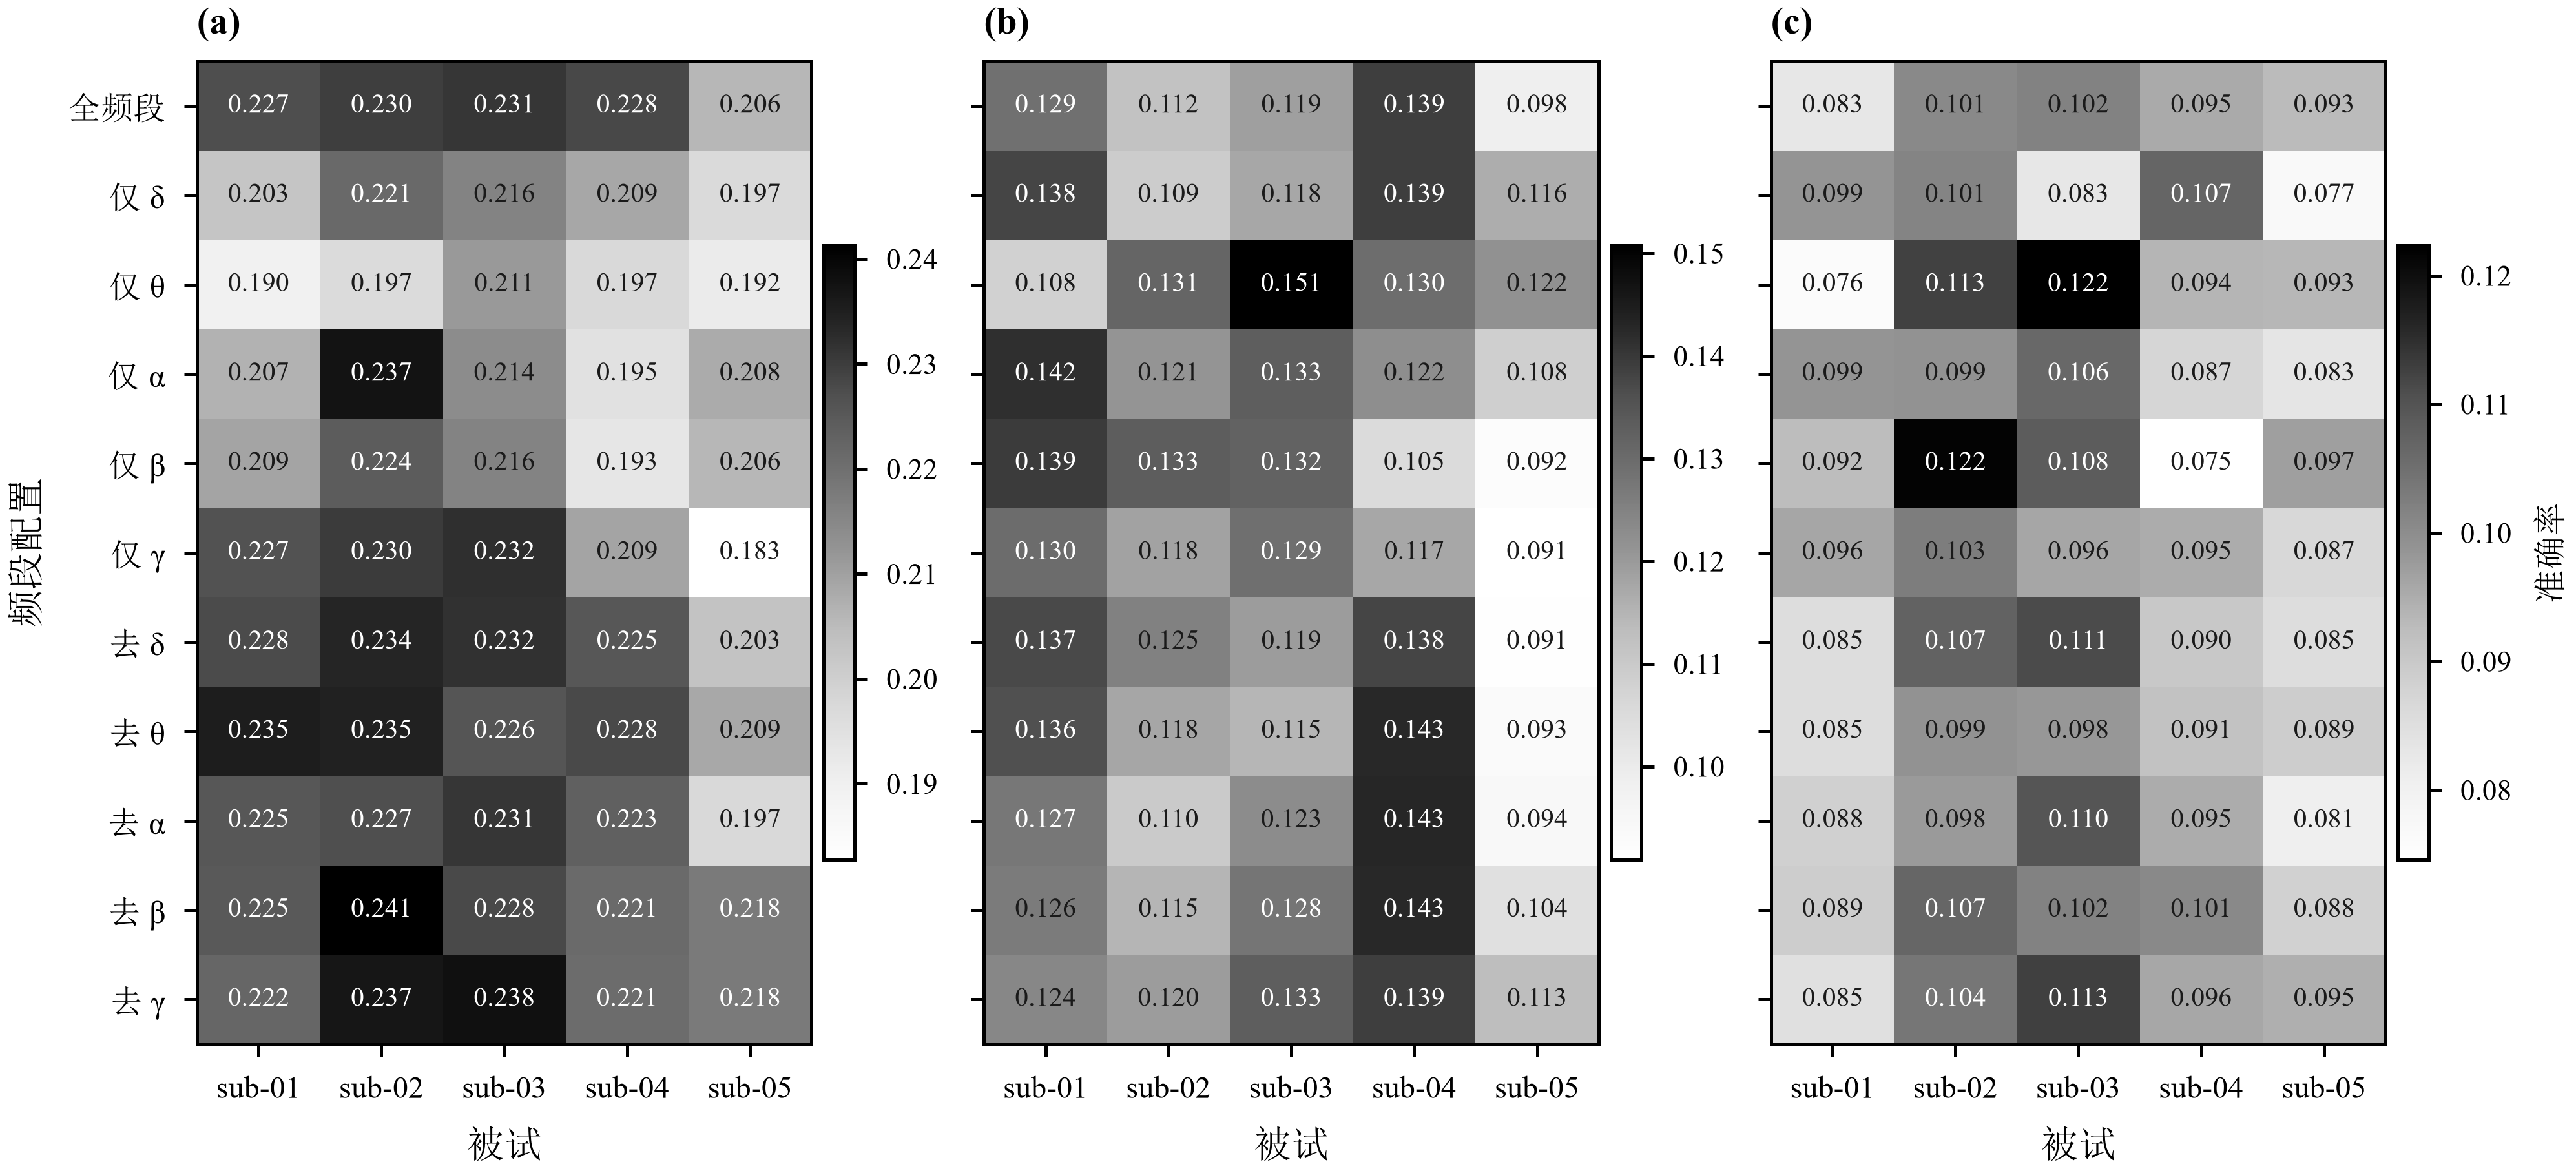 (a) (b) (c)
全频段 0.227 0.230 0.231 0.228 0.206 0.129 0.112 0.119 0.139 0.098 0.083 0.101 0.102 0.095 0.093
仅 δ 0.203 0.221 0.216 0.209 0.197 0.138 0.109 0.118 0.139 0.116 0.099 0.101 0.083 0.107 0.077
仅 θ 0.190 0.197 0.211 0.197 0.192 0.108 0.131 0.151 0.130 0.122 0.076 0.113 0.122 0.094 0.093
仅 α 0.207 0.237 0.214 0.195 0.208 0.142 0.121 0.133 0.122 0.108 0.099 0.099 0.106 0.087 0.083
仅 β 0.209 0.224 0.216 0.193 0.206 0.139 0.133 0.132 0.105 0.092 0.092 0.122 0.108 0.075 0.097
仅 γ 0.227 0.230 0.232 0.209 0.183 0.130 0.118 0.129 0.117 0.091 0.096 0.103 0.096 0.095 0.087
去 δ 0.228 0.234 0.232 0.225 0.203 0.137 0.125 0.119 0.138 0.091 0.085 0.107 0.111 0.090 0.085
去 θ 0.235 0.235 0.226 0.228 0.209 0.136 0.118 0.115 0.143 0.093 0.085 0.099 0.098 0.091 0.089
去 α 0.225 0.227 0.231 0.223 0.197 0.127 0.110 0.123 0.143 0.094 0.088 0.098 0.110 0.095 0.081
去 β 0.225 0.241 0.228 0.221 0.218 0.126 0.115 0.128 0.143 0.104 0.089 0.107 0.102 0.101 0.088
去 γ 0.222 0.237 0.238 0.221 0.218 0.124 0.120 0.133 0.139 0.113 0.085 0.104 0.113 0.096 0.095
sub-01 sub-02 sub-03 sub-04 sub-05 sub-01 sub-02 sub-03 sub-04 sub-05 sub-01 sub-02 sub-03 sub-04 sub-05
被试 被试 被试
频段配置
0.24
0.23
0.22
0.21
0.20
0.19
0.15
0.14
0.13
0.12
0.11
0.10
0.12
0.11
0.10
0.09
0.08
准确率